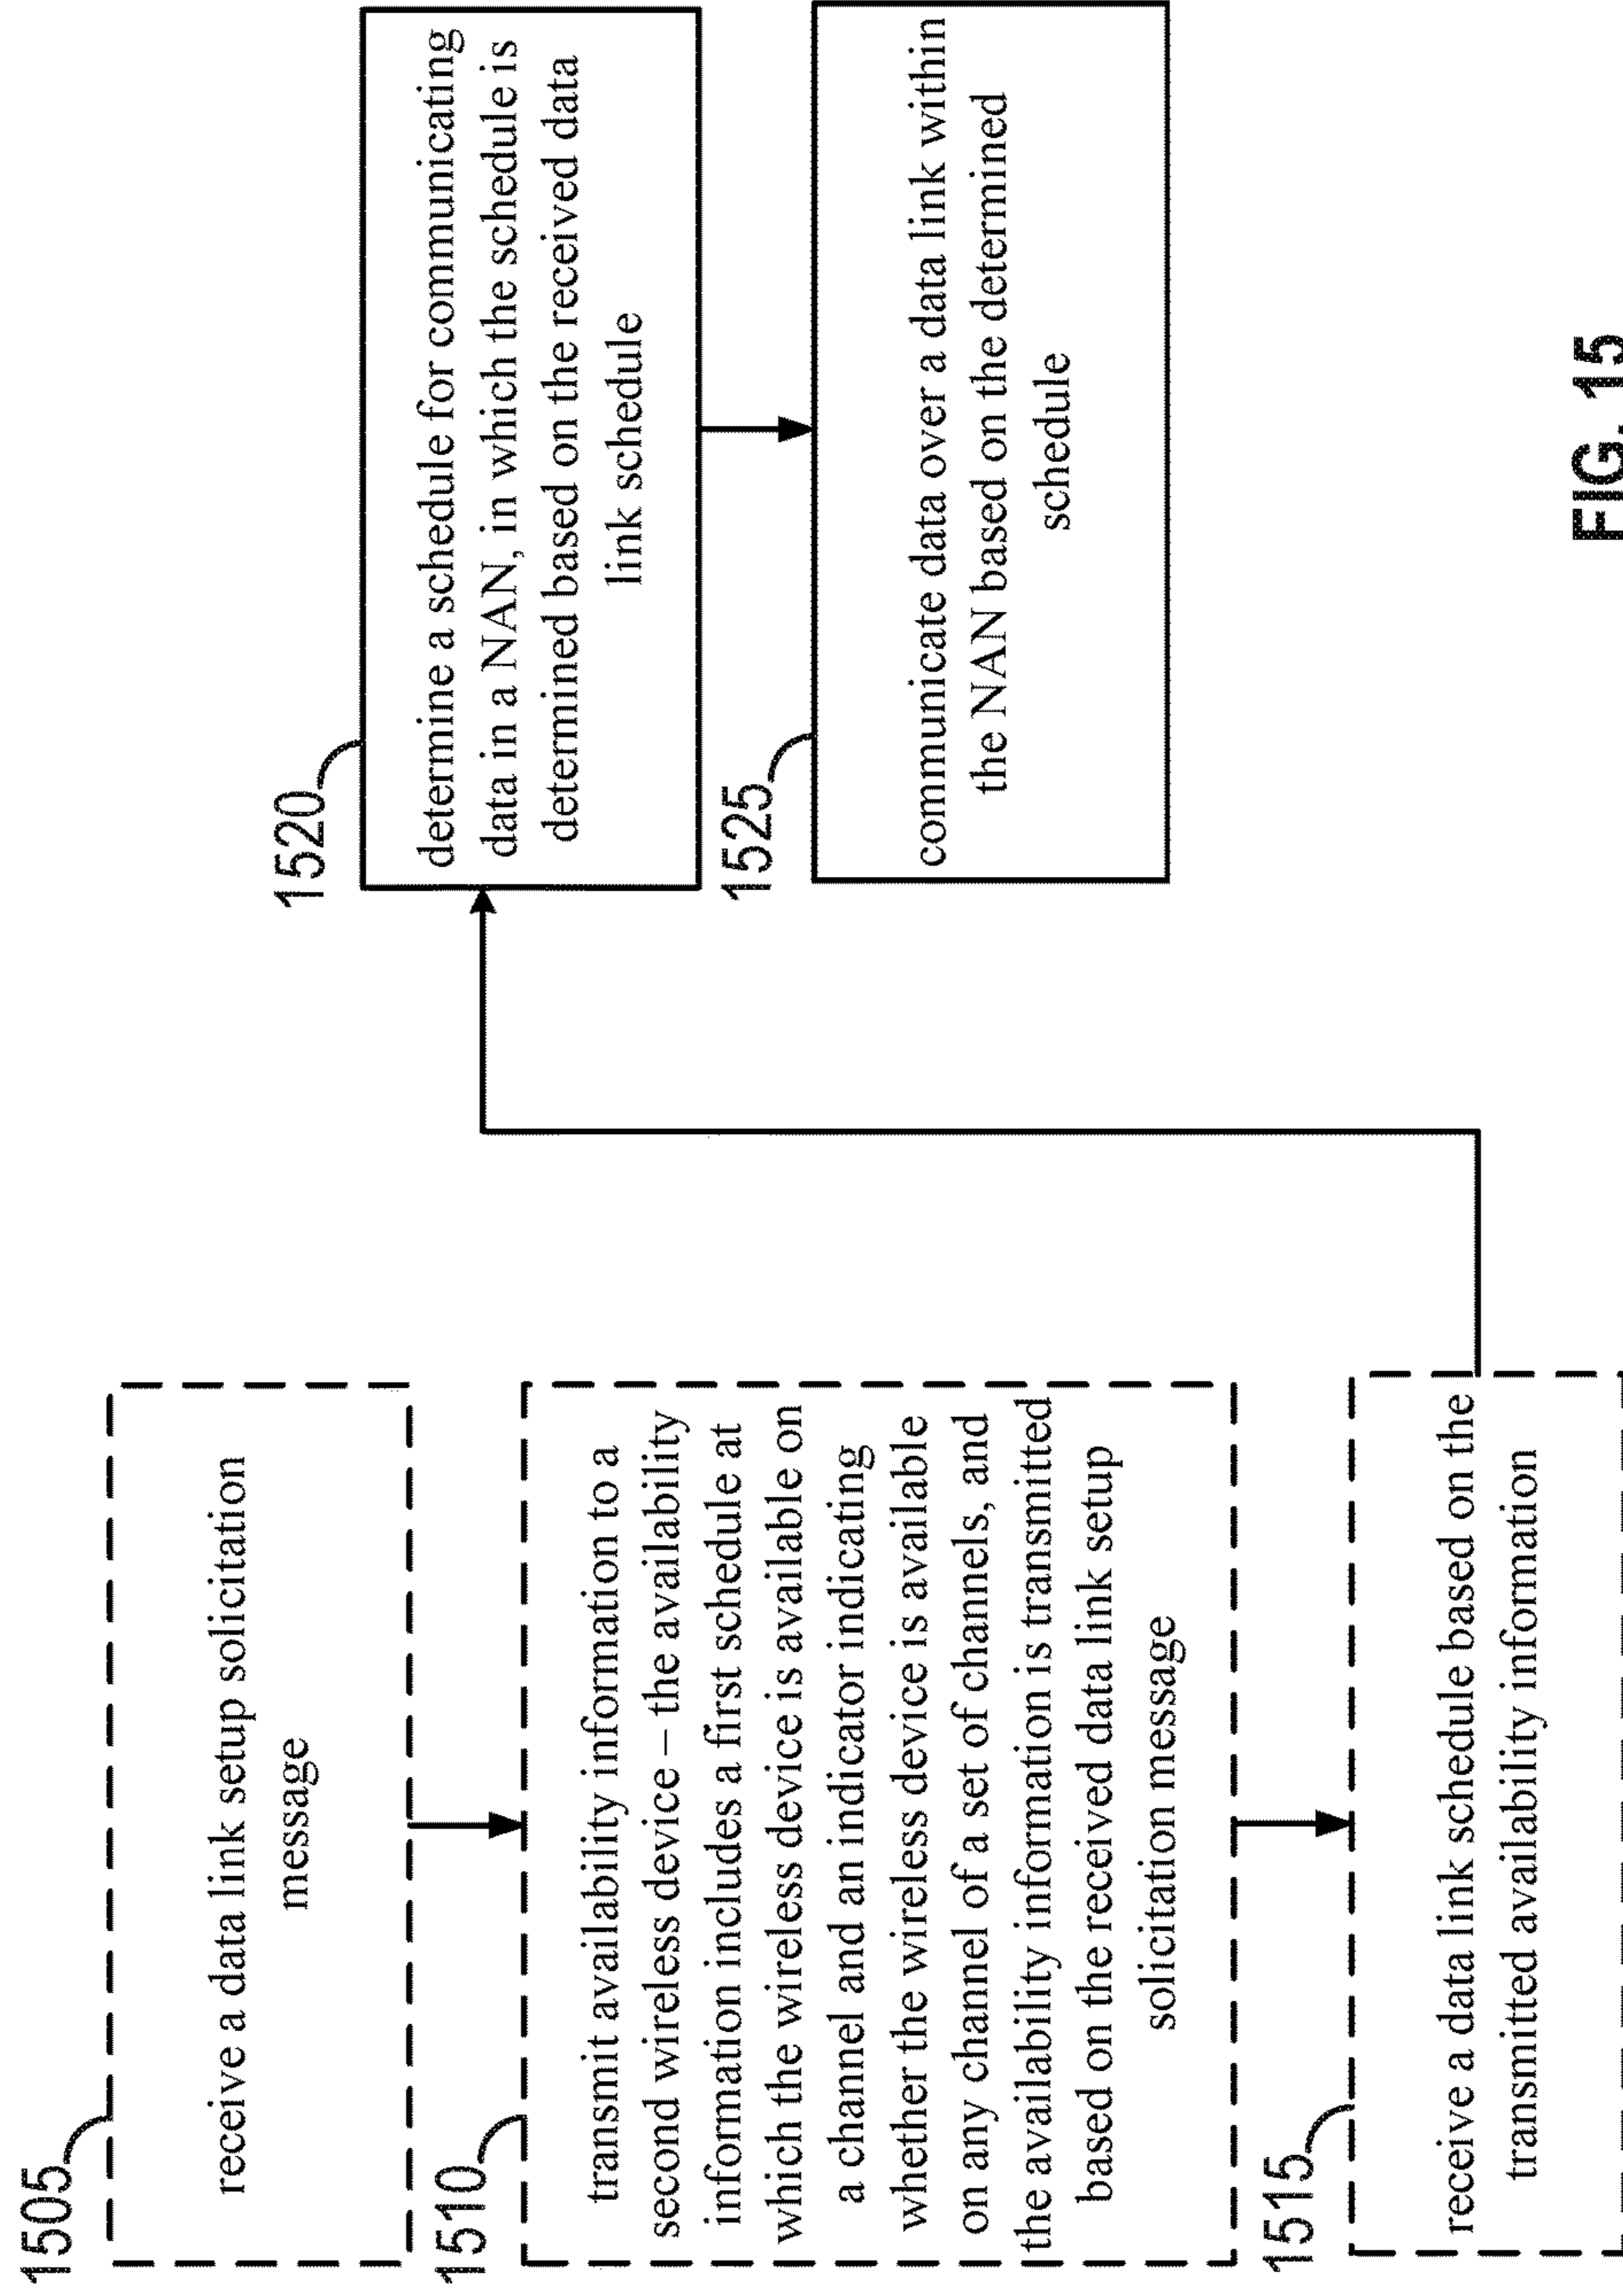 1505
receive a data link setup solicitation
message
1510
transmit availability information to a
second wireless device – the availability
information includes a first schedule at
which the wireless device is available on
a channel and an indicator indicating
whether the wireless device is available
on any channel of a set of channels, and
the availability information is transmitted
based on the received data link setup
solicitation message
1515
receive a data link schedule based on the
transmitted availability information
1520
determine a schedule for communicating
data in a NAN, in which the schedule is
determined based on the received data
link schedule
1525
communicate data over a data link within
the NAN based on the determined
schedule
FIG. 15